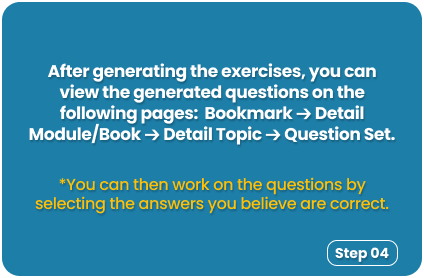 After generating the exercises, you can
view the generated questions on the
following pages: Bookmark → Detail
Module/Book → Detail Topic → Question Set.
*You can then work on the questions by
selecting the answers you believe are correct.
Step 04